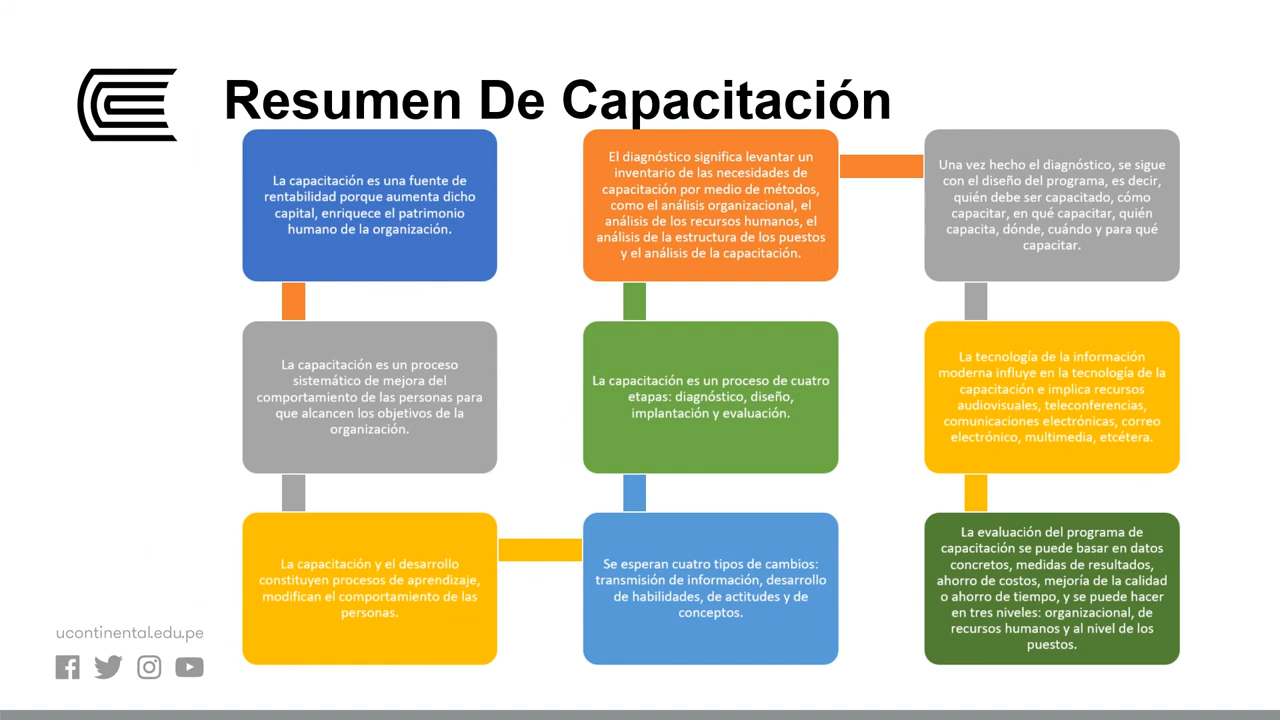 Resumen De Capacitación
La capacitación es una fuente de
rentabilidad porque aumenta dicho
capital, enriquece el patrimonio
humano de la organización.
La capacitación es un proceso
sistemático de mejora del
comportamiento de las personas para
que alcancen los objetivos de la
organización.
La capacitación y el desarrollo
constituyen procesos de aprendizaje,
modifican el comportamiento de las
personas.
Se esperan cuatro tipos de cambios:
transmisión de información, desarrollo
de habilidades, de actitudes y de
conceptos.
La capacitación es un proceso de cuatro
etapas: diagnóstico, diseño,
implantación y evaluación.
El diagnóstico significa levantar un
inventario de las necesidades de
capacitación por medio de métodos,
como el análisis organizacional, el
análisis de los recursos humanos, el
análisis de la estructura de los puestos
y el análisis de la capacitación.
Una vez hecho el diagnóstico, se sigue
con el diseño del programa, es decir,
quién debe ser capacitado, cómo
capacitar, en qué capacitar, quién
capacita, dónde, cuándo y para qué
capacitar.
La tecnología de la información
moderna influye en la tecnología de la
capacitación e implica recursos
audiovisuales, teleconferencias,
comunicaciones electrónicas, correo
electrónico, multimedia, etcétera.
La evaluación del programa de
capacitación se puede basar en datos
concretos, medidas de resultados,
ahorro de costos, mejoría de la calidad
o ahorro de tiempo, y se puede hacer
en tres niveles: organizacional, de
recursos humanos y al nivel de los
puestos.
ucontinental.edu.pe